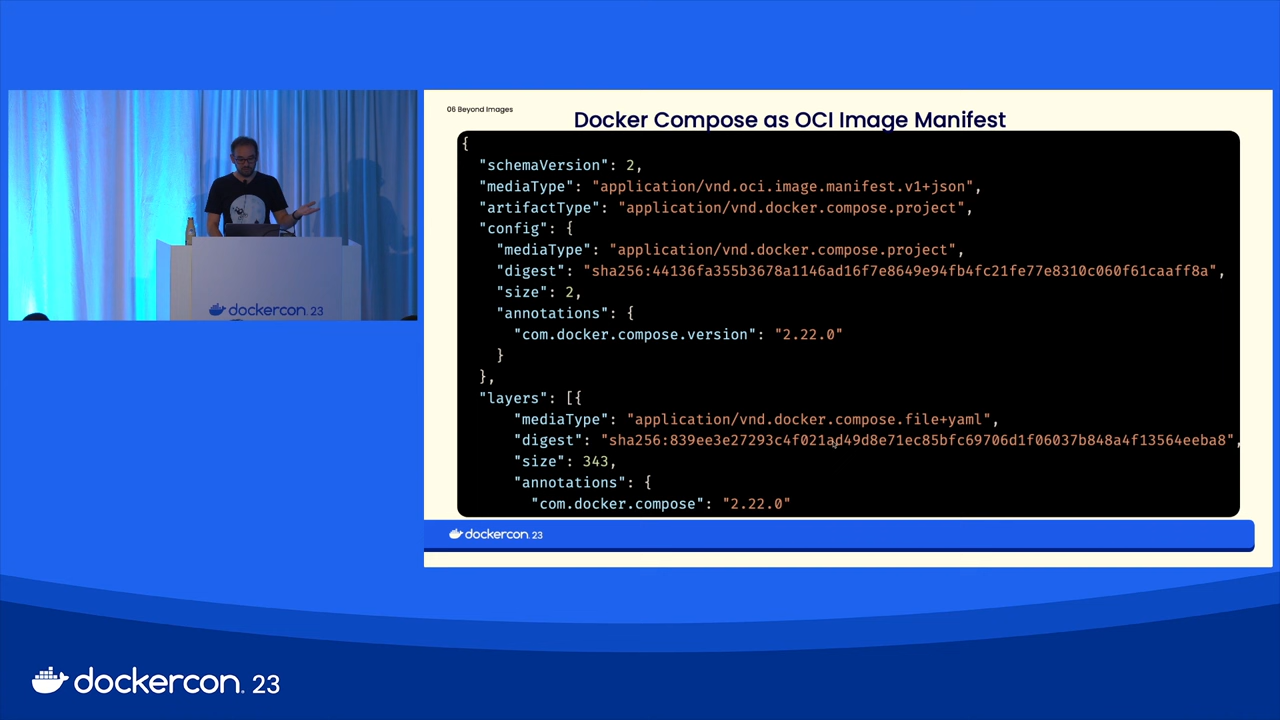 dockercon. 23
06 Beyond Images
Docker Compose as OCI Image Manifest
{
"schemaVersion": 2,
"mediaType": "application/vnd.oci.image.manifest.v1+json",
"artifactType": "application/vnd.docker.compose.project",
"config": {
"mediaType": "application/vnd.docker.compose.project",
"digest": "sha256:44136fa355b3678a1146ad16f7e8649e94fb4fc21fe77e8310c060f61caaff8a",
"size": 2,
"annotations": {
"com.docker.compose.version": "2.22.0"
}
},
"layers": [{
"mediaType": "application/vnd.docker.compose.file+yaml",
"digest": "sha256:839ee3e27293c4f021ad49d8e71ec85bfc69706d1f06037b848a4f13564eeba8",
"size": 343,
"annotations": {
"com.docker.compose": "2.22.0"
dockercon. 23
dockercon. 23